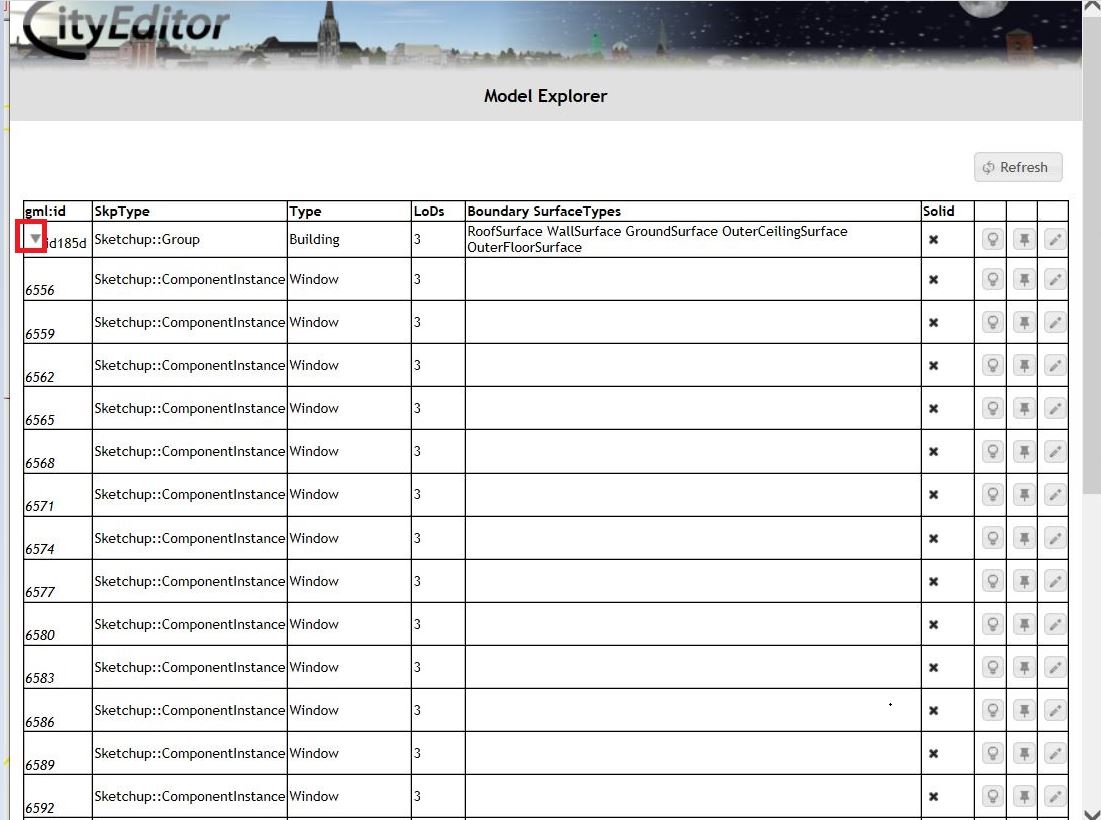 CityEditor
Model Explorer
Refresh
gml:id SkpType Type LoDs Boundary SurfaceTypes Solid
id185d Sketchup::Group Building 3 RoofSurface WallSurface GroundSurface OuterCeilingSurface
OuterFloorSurface
6556 Sketchup::ComponentInstance Window 3
6559 Sketchup::ComponentInstance Window 3
6562 Sketchup::ComponentInstance Window 3
6565 Sketchup::ComponentInstance Window 3
6568 Sketchup::ComponentInstance Window 3
6571 Sketchup::ComponentInstance Window 3
6574 Sketchup::ComponentInstance Window 3
6577 Sketchup::ComponentInstance Window 3
6580 Sketchup::ComponentInstance Window 3
6583 Sketchup::ComponentInstance Window 3
6586 Sketchup::ComponentInstance Window 3
6589 Sketchup::ComponentInstance Window 3
6592 Sketchup::ComponentInstance Window 3